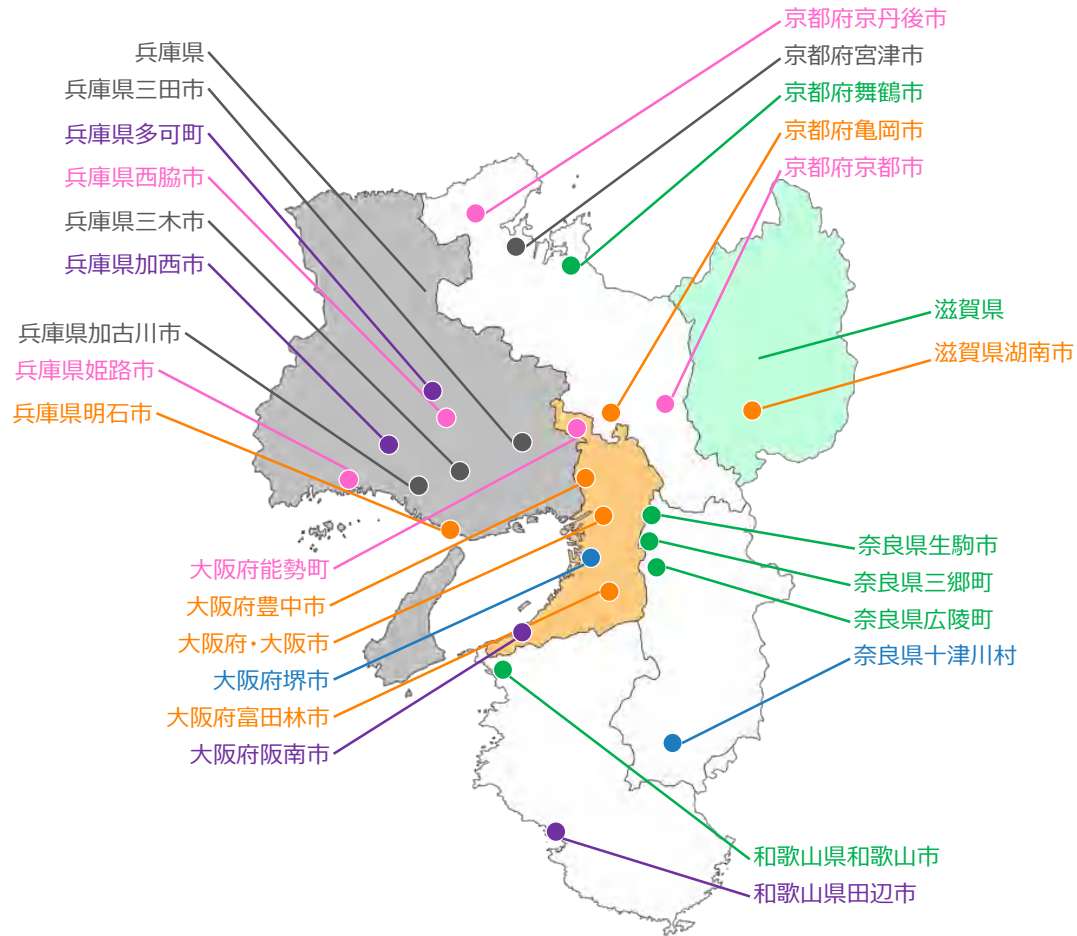 兵庫県
兵庫県三田市
兵庫県多可町
兵庫県西脇市
兵庫県三木市
兵庫県加西市
兵庫県加古川市
兵庫県姫路市
兵庫県明石市
大阪府能勢町
大阪府豊中市
大阪府・大阪市
大阪府堺市
大阪府富田林市
大阪府阪南市
京都府京丹後市
京都府宮津市
京都府舞鶴市
京都府亀岡市
京都府京都市
滋賀県
滋賀県湖南市
奈良県生駒市
奈良県三郷町
奈良県広陵町
奈良県十津川村
和歌山県和歌山市
和歌山県田辺市